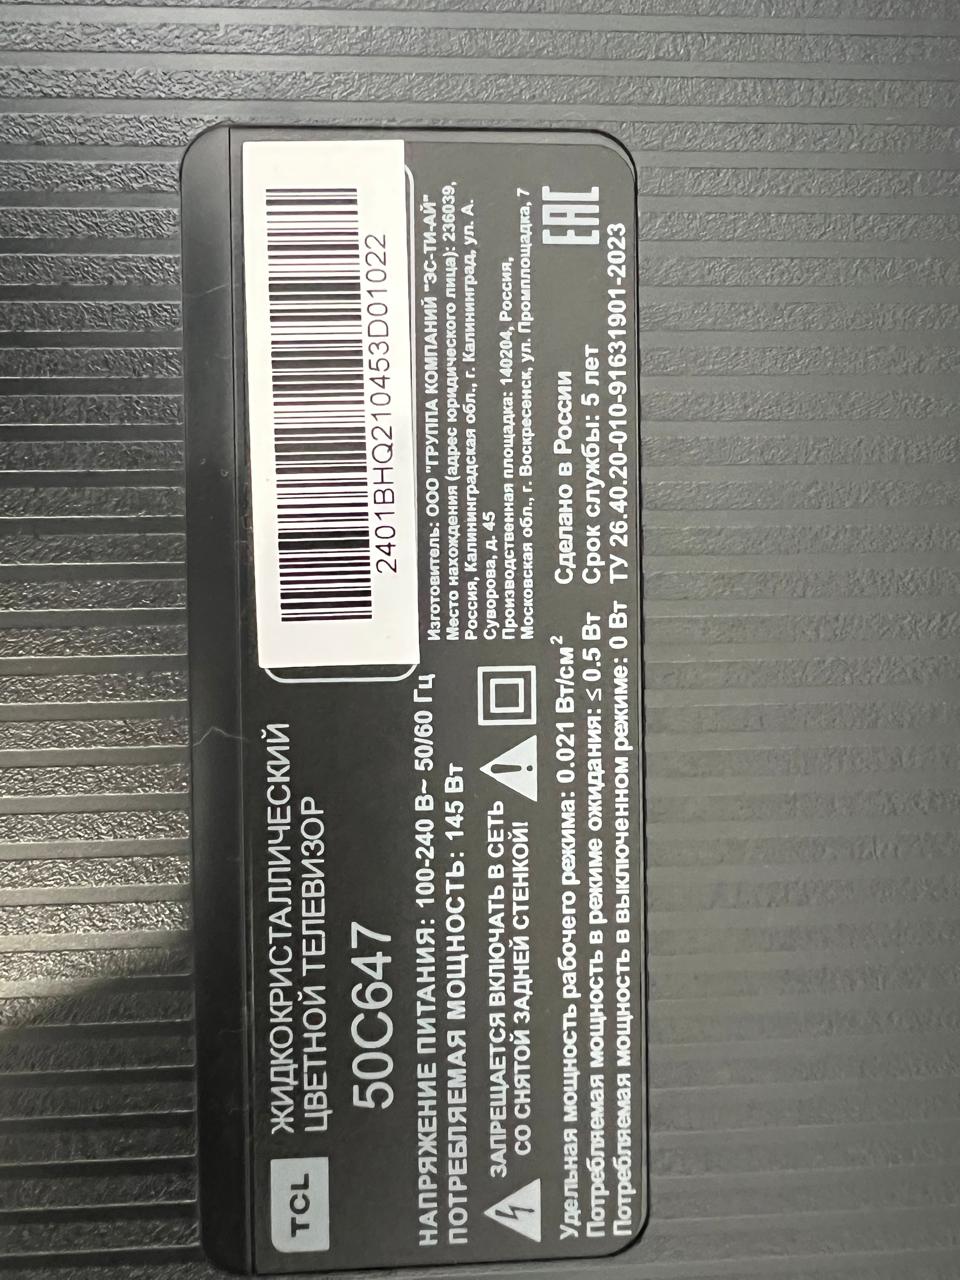 TCL
ЖИДКОКРИСТАЛЛИЧЕСКИЙ
ЦВЕТНОЙ ТЕЛЕВИЗОР
50C647
2401BHQ210453D01022
НАПРЯЖЕНИЕ ПИТАНИЯ: 100-240 В~ 50/60 Гц
ПОТРЕБЛЯЕМАЯ МОЩНОСТЬ: 145 Вт
ЗАПРЕЩАЕТСЯ ВКЛЮЧАТЬ В СЕТЬ
СО СНЯТОЙ ЗАДНЕЙ СТЕНКОЙ!
Изготовитель: ООО "ГРУППА КОМПАНИЙ "ЭС-ТИ-АЙ"
Место нахождения (адрес юридического лица): 236039,
Россия, Калининградская обл., г. Калининград, ул. А.
Суворова, д. 45
Производственная площадка: 140204, Россия,
Московская обл., г. Воскресенск, ул. Промплощадка, 7
Удельная мощность рабочего режима: 0.021 Вт/см²
Потребляемая мощность в режиме ожидания: ≤ 0.5 Вт
Потребляемая мощность в выключенном режиме: 0 Вт
Сделано в России
Срок службы: 5 лет
ТУ 26.40.20-010-91631901-2023
EAC